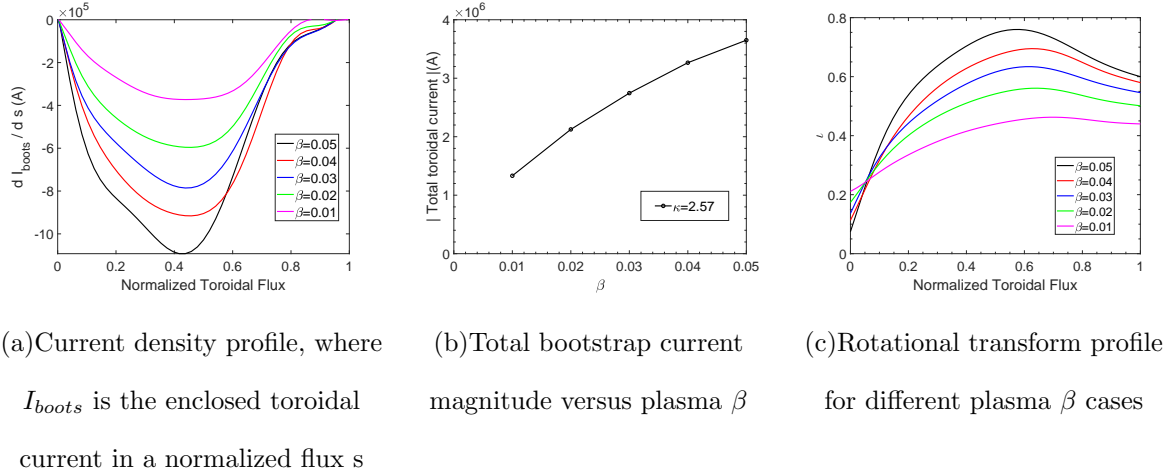 ×10⁵
0
-2
-4
-6
-8
-10
d I_boots / d s (A)
β=0.05
β=0.04
β=0.03
β=0.02
β=0.01
0 0.2 0.4 0.6 0.8 1
Normalized Toroidal Flux
×10⁶
4
3
2
1
0
| Total toroidal current |(A)
κ=2.57
0 0.01 0.02 0.03 0.04 0.05
β
0.8
0.6
0.4
0.2
0
ι
β=0.05
β=0.04
β=0.03
β=0.02
β=0.01
0 0.2 0.4 0.6 0.8 1
Normalized Toroidal Flux
(a)Current density profile, where
I_boots is the enclosed toroidal
current in a normalized flux s
(b)Total bootstrap current
magnitude versus plasma β
(c)Rotational transform profile
for different plasma β cases